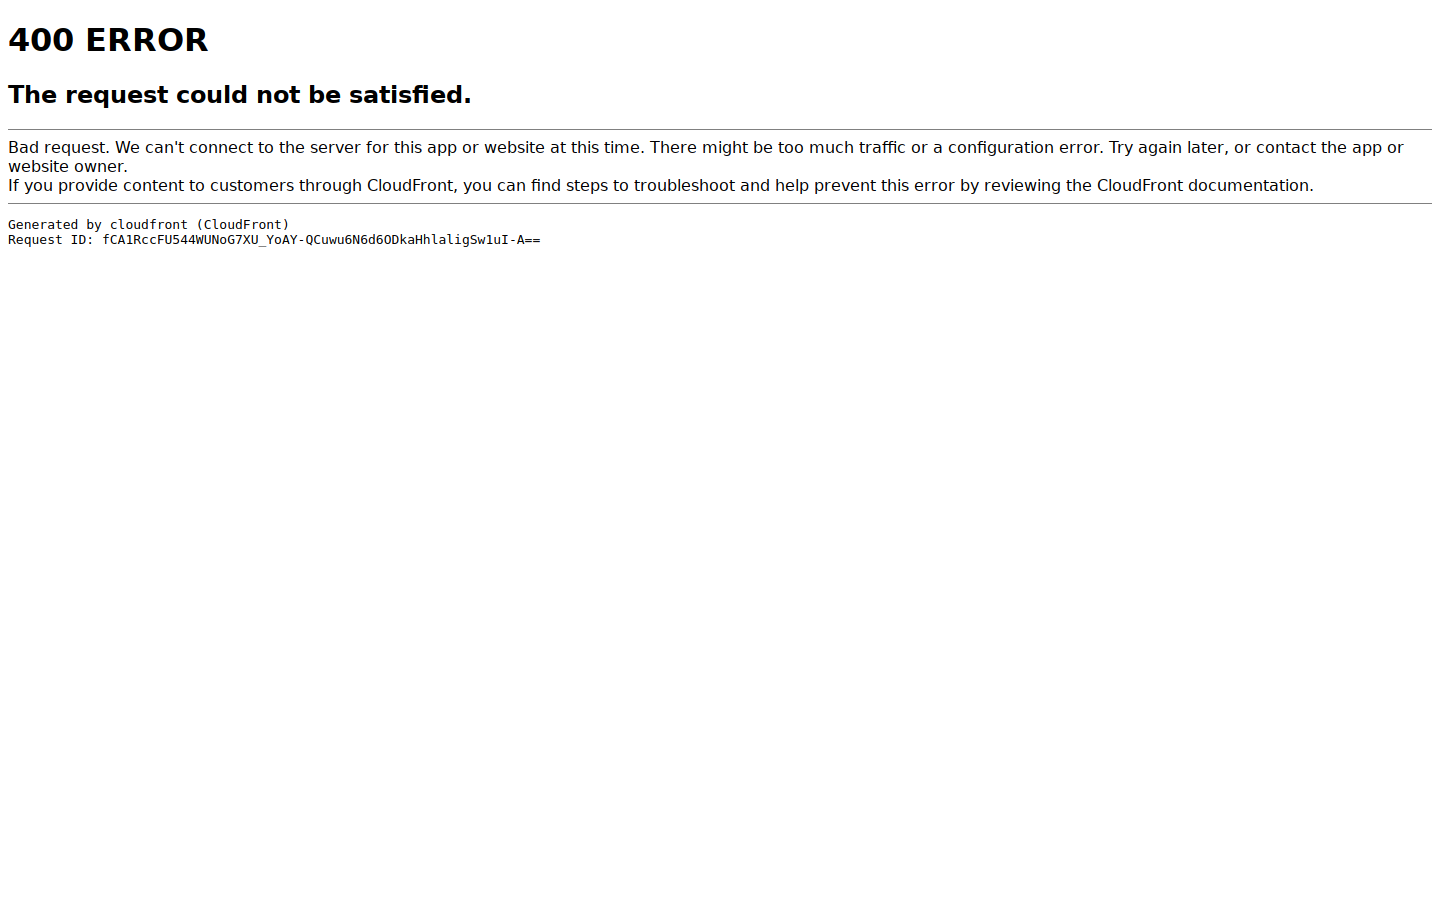 400 ERROR
The request could not be satisfied.
Bad request. We can't connect to the server for this app or website at this time. There might be too much traffic or a configuration error. Try again later, or contact the app or
website owner.
If you provide content to customers through CloudFront, you can find steps to troubleshoot and help prevent this error by reviewing the CloudFront documentation.
Generated by cloudfront (CloudFront)
Request ID: fCA1RccFU544WUNoG7XU_YoAY-QCuwu6N6d6ODkaHhlaligSw1uI-A==